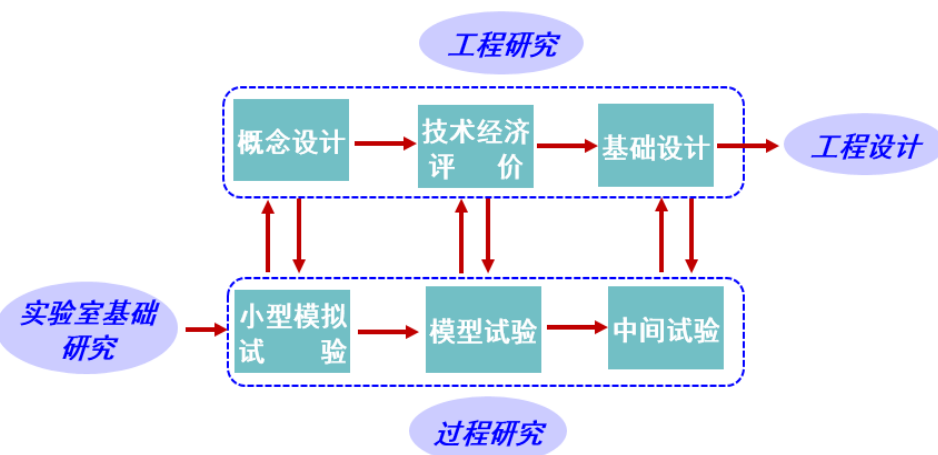 工程研究
概念设计
技术经济
评 价
基础设计
工程设计
实验室基础
研究
小型模拟
试 验
模型试验
中间试验
过程研究